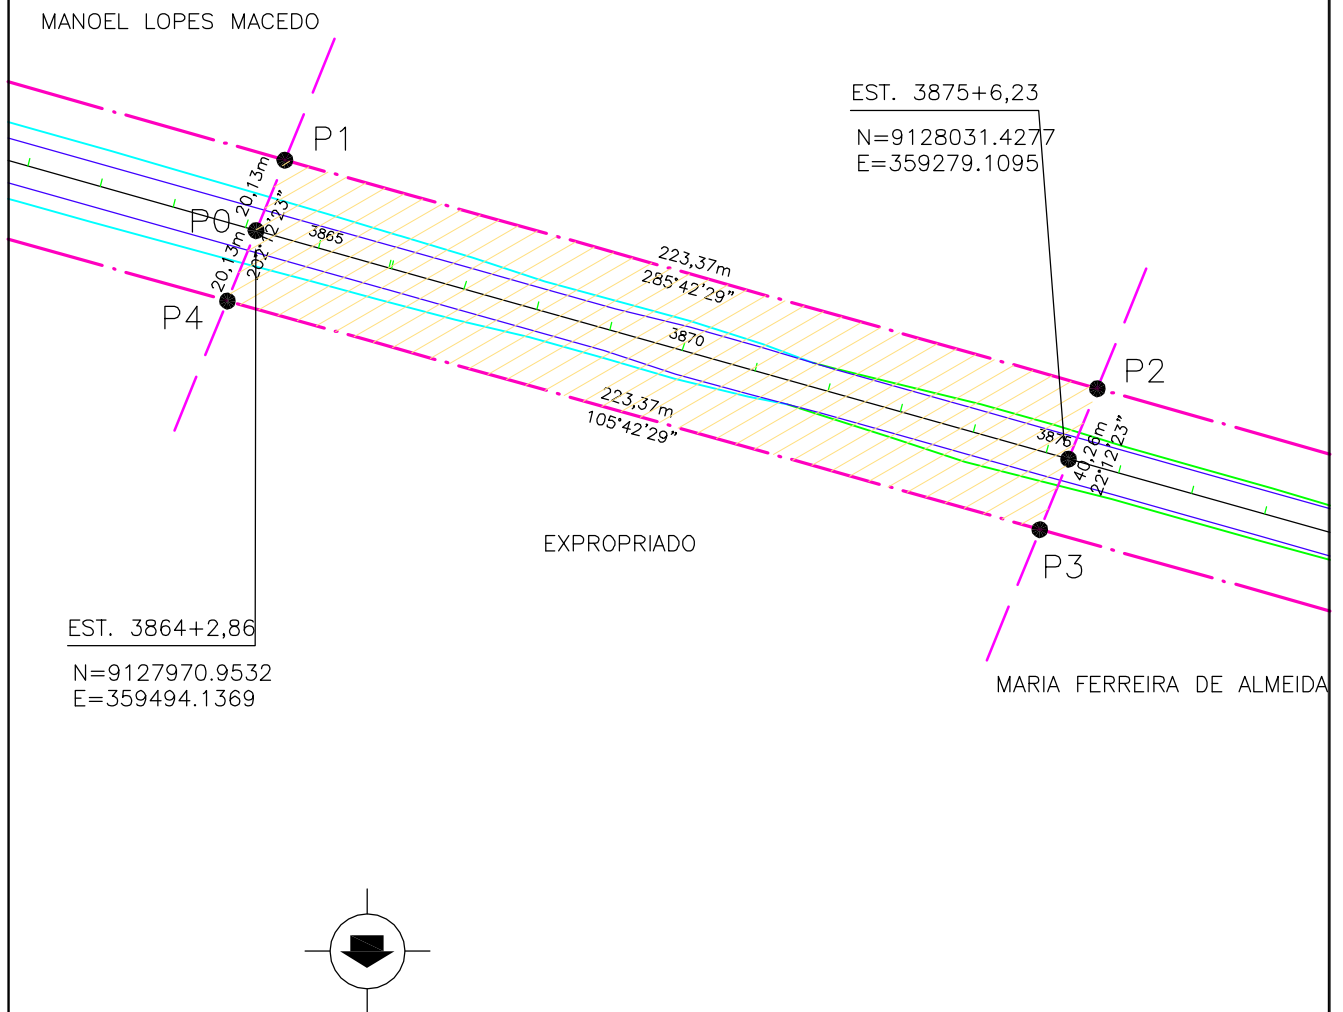 MANOEL LOPES MACEDO
EST. 3875+6,23
N=9128031.4277
E=359279.1095
P1
20,13m
202°12'23"
P0
20,13m
P4
3865
223,37m
285°42'29"
3870
223,37m
105°42'29"
P2
3875
40,26m
22°12'23"
P3
EXPROPRIADO
EST. 3864+2,86
N=9127970.9532
E=359494.1369
MARIA FERREIRA DE ALMEIDA